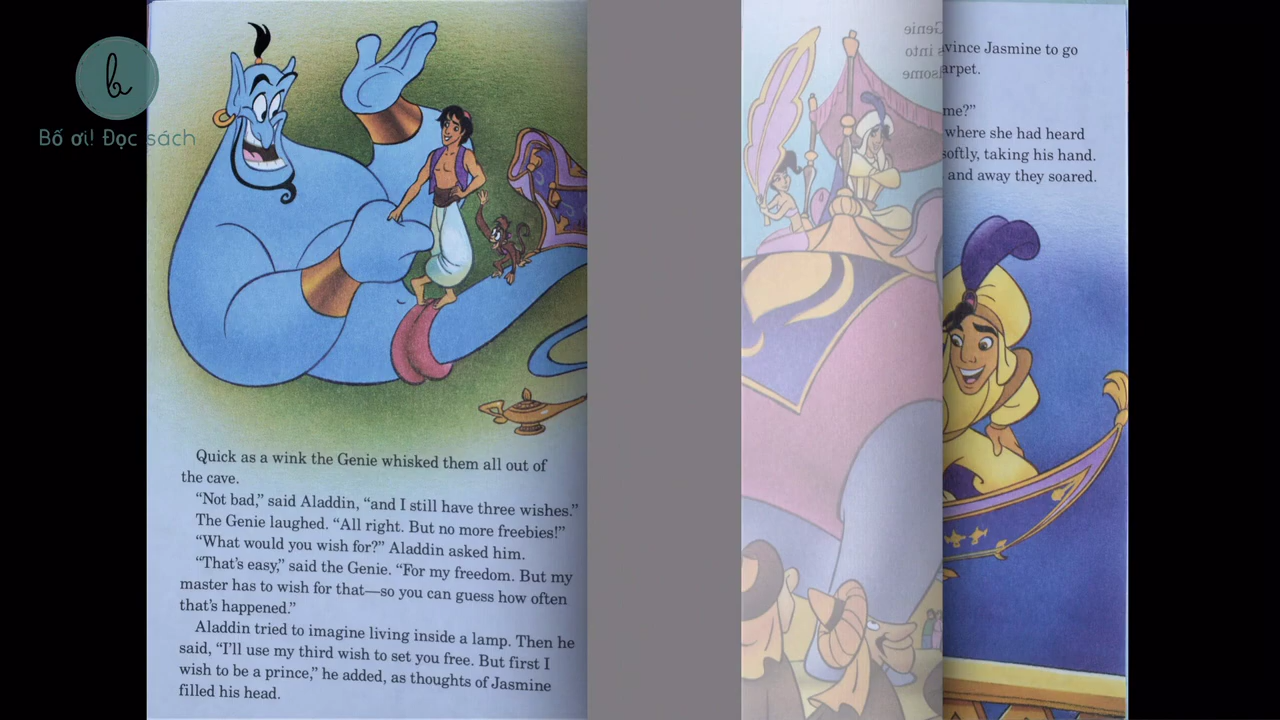 b
Bố ơi! Đọc sách
Quick as a wink the Genie whisked them all out of
the cave.
“Not bad,” said Aladdin, “and I still have three wishes.”
The Genie laughed. “All right. But no more freebies!”
“What would you wish for?” Aladdin asked him.
“That’s easy,” said the Genie. “For my freedom. But my
master has to wish for that—so you can guess how often
that’s happened.”
Aladdin tried to imagine living inside a lamp. Then he
said, “I’ll use my third wish to set you free. But first I
wish to be a prince,” he added, as thoughts of Jasmine
filled his head.
Genie
into
vince Jasmine to go
arpet.
me?”
where she had heard
softly, taking his hand.
and away they soared.